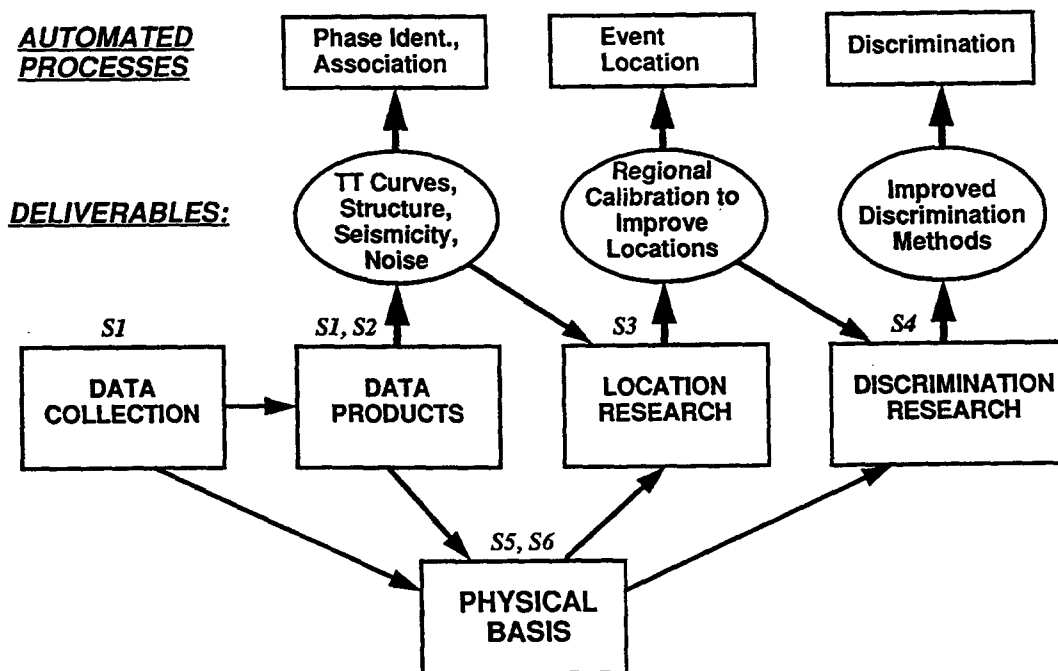 AUTOMATED
PROCESSES
Phase Ident.,
Association
Event
Location
Discrimination
DELIVERABLES:
TT Curves,
Structure,
Seismicity,
Noise
Regional
Calibration to
Improve
Locations
Improved
Discrimination
Methods
S1
S1, S2
S3
S4
DATA
COLLECTION
DATA
PRODUCTS
LOCATION
RESEARCH
DISCRIMINATION
RESEARCH
S5, S6
PHYSICAL
BASIS